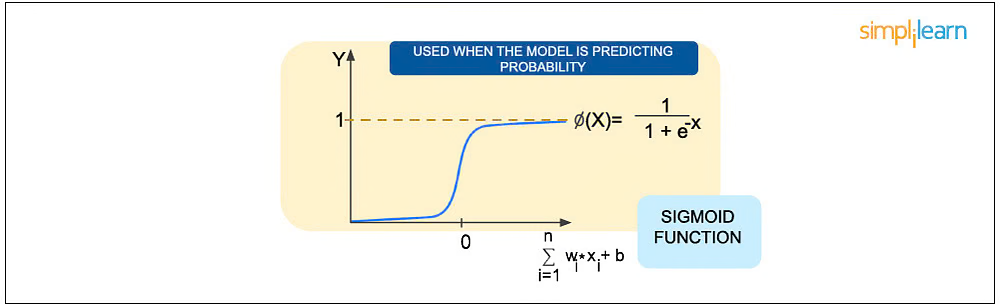 simplilearn
USED WHEN THE MODEL IS PREDICTING
PROBABILITY
Y
1
ϕ(X)= 1 / 1 + e^-x
0
n
∑ wi*xi + b
i=1
SIGMOID
FUNCTION